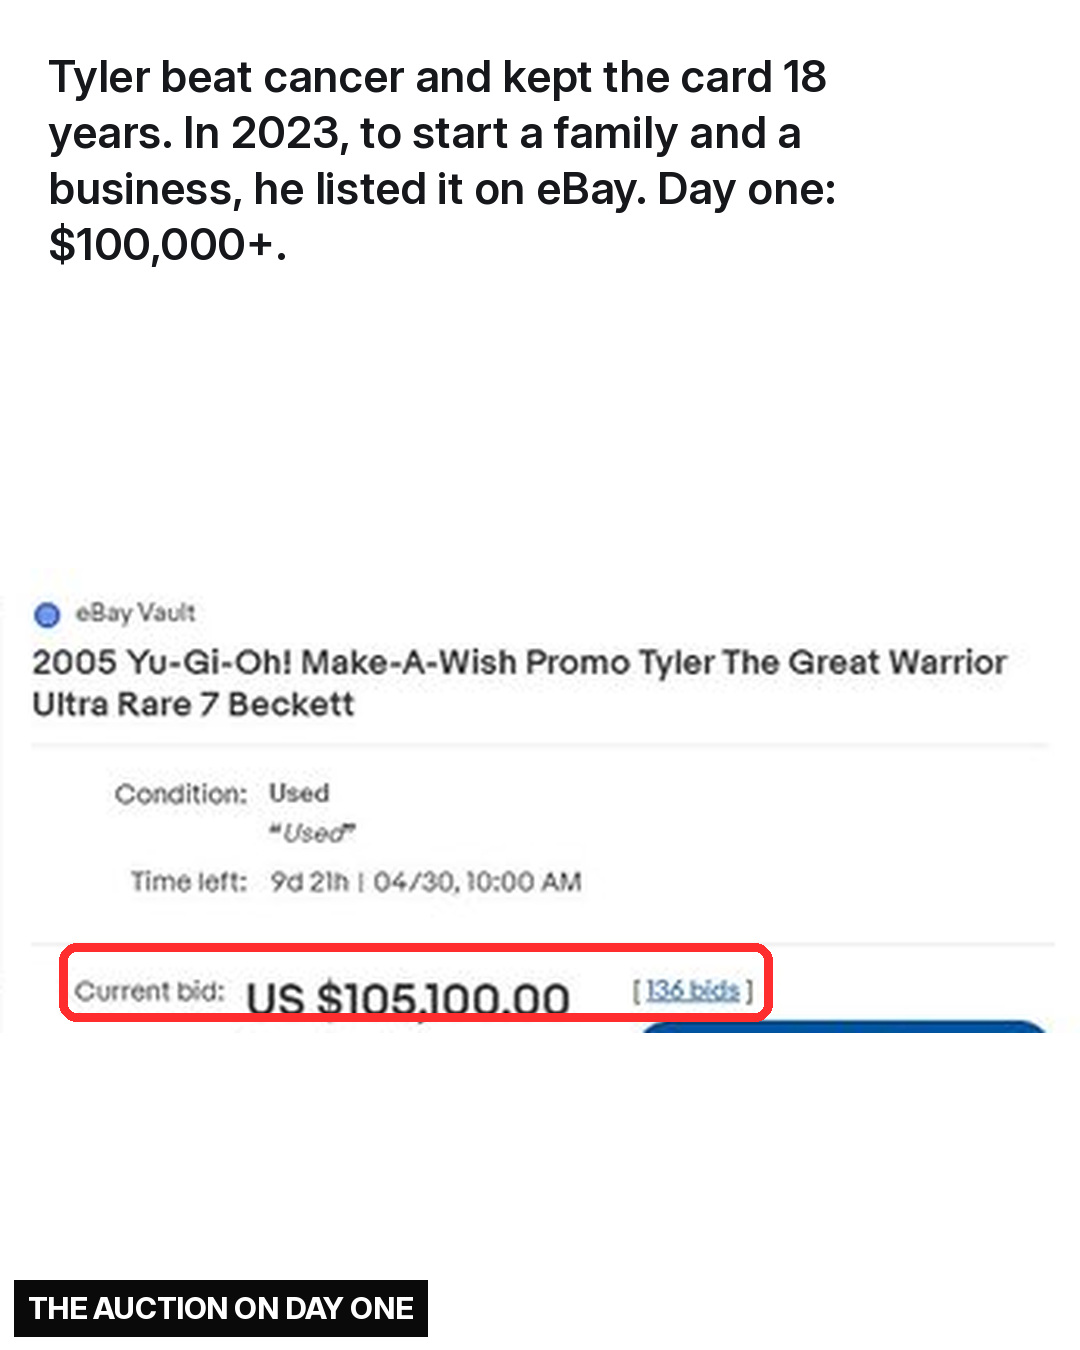 Tyler beat cancer and kept the card 18
years. In 2023, to start a family and a
business, he listed it on eBay. Day one:
$100,000+.
eBay Vault
2005 Yu-Gi-Oh! Make-A-Wish Promo Tyler The Great Warrior
Ultra Rare 7 Beckett
Condition: Used
“Used”
Time left: 9d 21h | 04/30, 10:00 AM
Current bid: US $105,100.00 [ 136 bids ]
THE AUCTION ON DAY ONE